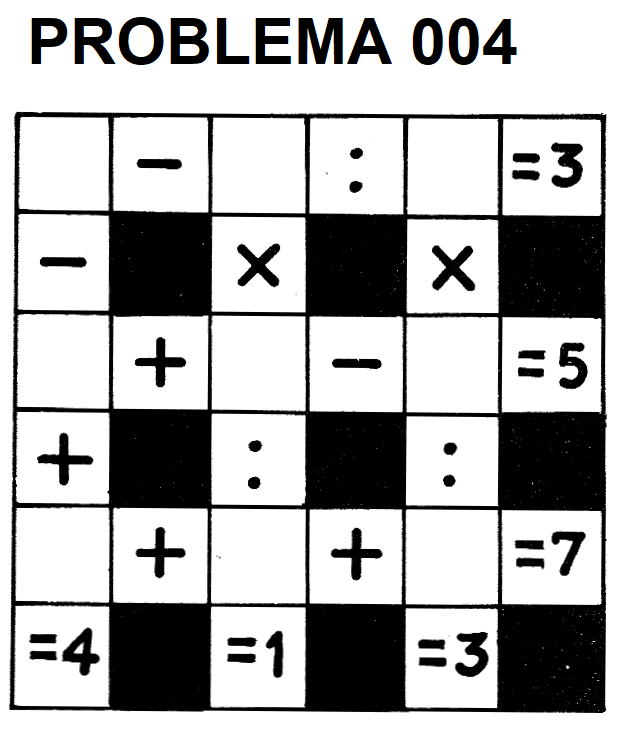 PROBLEMA 004
− : =3
− × ×
+ − =5
+ : :
+ + =7
=4 =1 =3